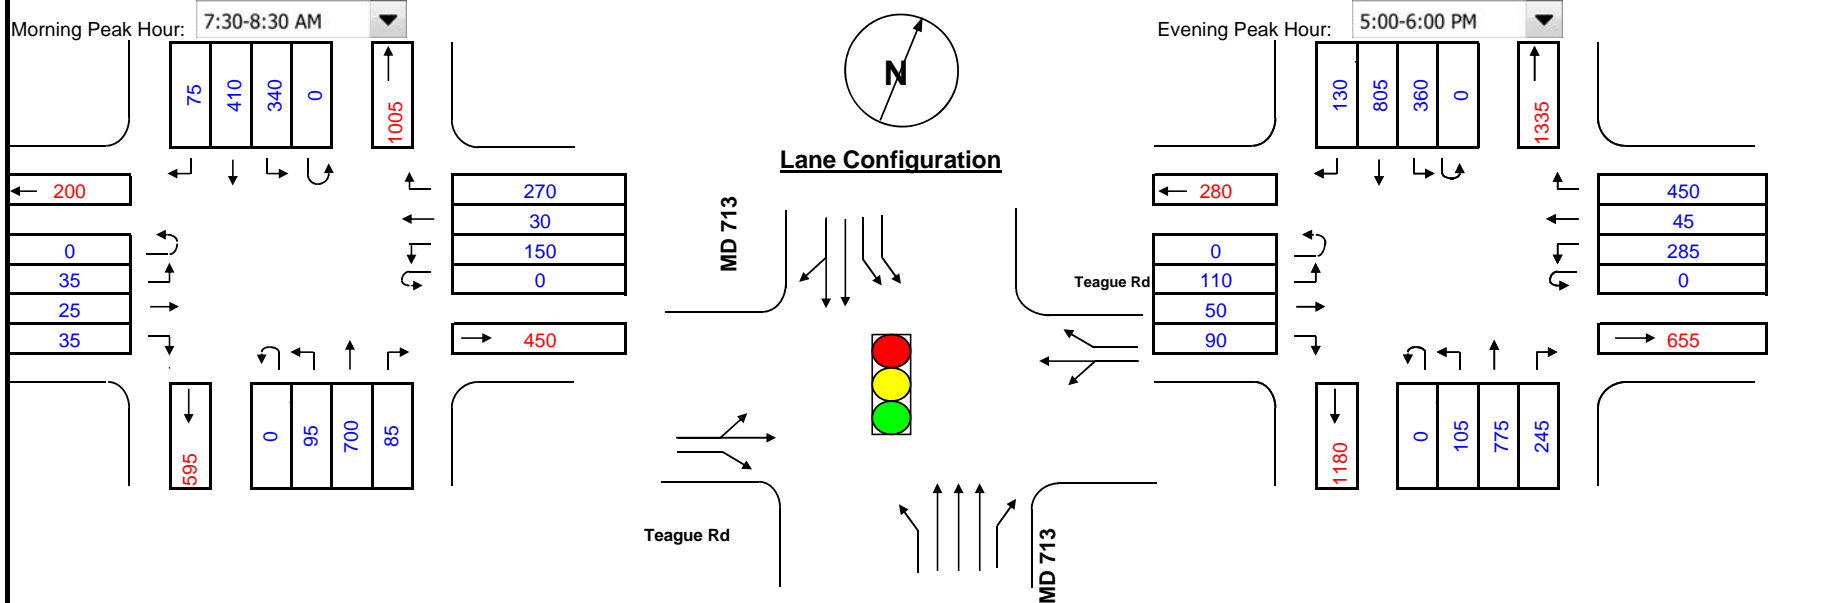 Morning Peak Hour: 7:30-8:30 AM
75 410 340 0 1005
200
270
30
150
0
0
35
25
35
450
595
0 95 700 85
N
Lane Configuration
MD 713
Teague Rd
Teague Rd
MD 713
Evening Peak Hour: 5:00-6:00 PM
130 805 360 0 1335
280
450
45
285
0
0
110
50
90
655
1180
0 105 775 245